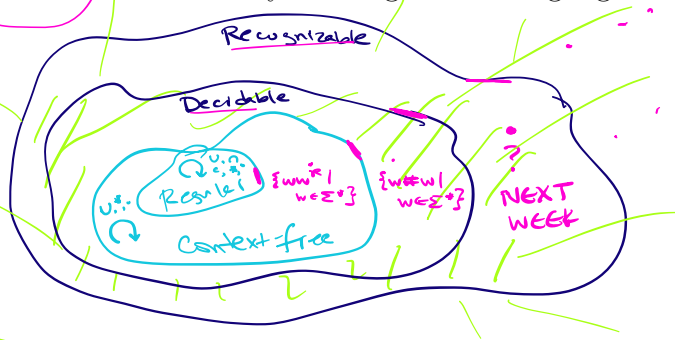 Recognizable
Decidable
∪, ∩
Regular
{ww^R |
w∈Σ*}
{w#w |
w∈Σ*}
?
NEXT
WEEK
∪, *, ·
Context-free